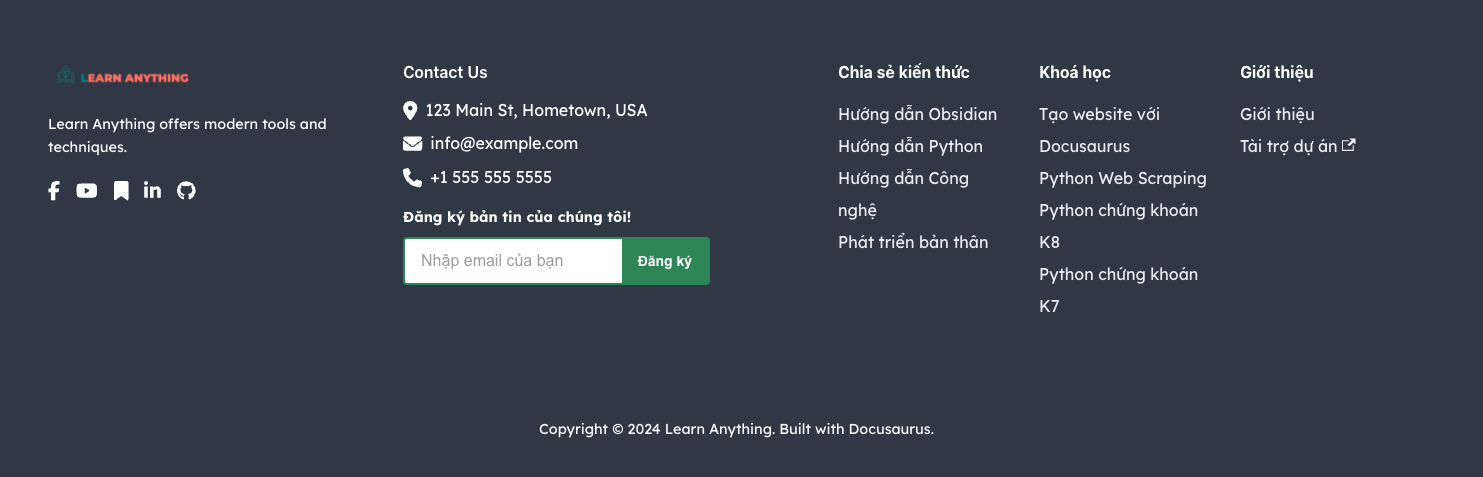 LEARN ANYTHING
Learn Anything offers modern tools and
techniques.
Contact Us
123 Main St, Hometown, USA
info@example.com
+1 555 555 5555
Đăng ký bản tin của chúng tôi!
Nhập email của bạn
Đăng ký
Chia sẻ kiến thức
Hướng dẫn Obsidian
Hướng dẫn Python
Hướng dẫn Công
nghệ
Phát triển bản thân
Khoá học
Tạo website với
Docusaurus
Python Web Scraping
Python chứng khoán
K8
Python chứng khoán
K7
Giới thiệu
Giới thiệu
Tài trợ dự án
Copyright © 2024 Learn Anything. Built with Docusaurus.